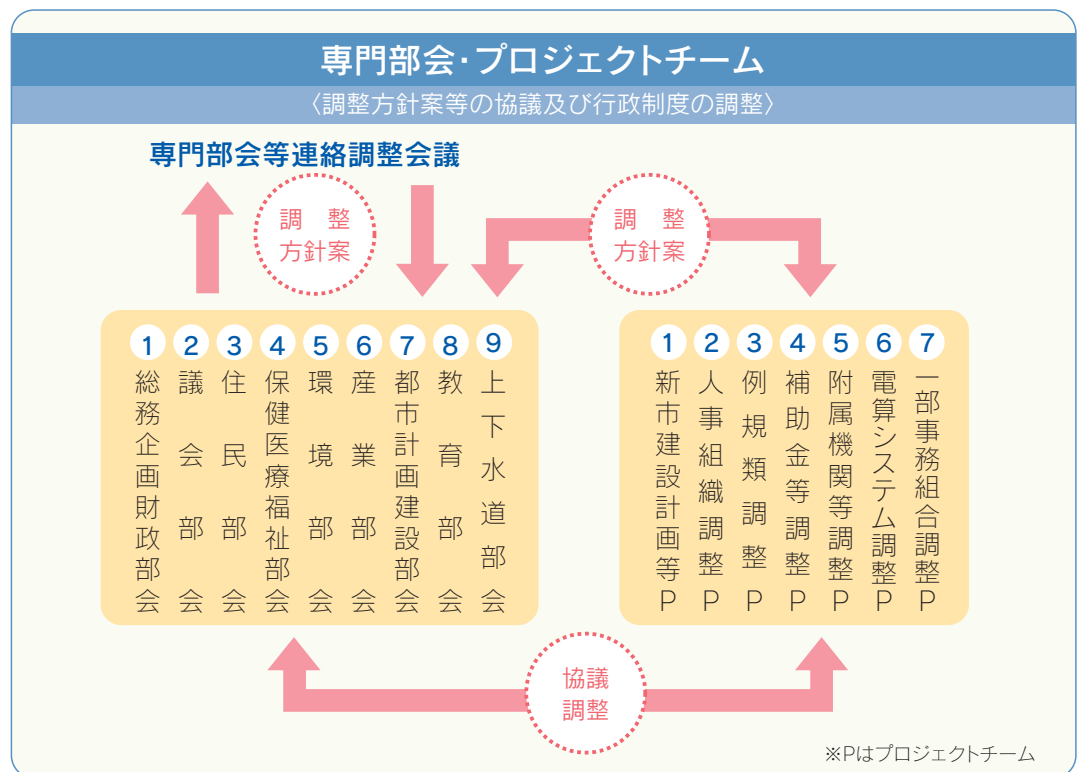 専門部会・プロジェクトチーム
〈調整方針案等の協議及び行政制度の調整〉
専門部会等連絡調整会議
調 整
方針案
調 整
方針案
1 総務企画財政部会
2 議会部会
3 住民部会
4 保健医療福祉部会
5 環境部会
6 産業部会
7 都市計画建設部会
8 教育部会
9 上下水道部会
1 新市建設計画等P
2 人事組織調整P
3 例規類調整P
4 補助金等調整P
5 附属機関等調整P
6 電算システム調整P
7 一部事務組合調整P
協議
調整
※Pはプロジェクトチーム